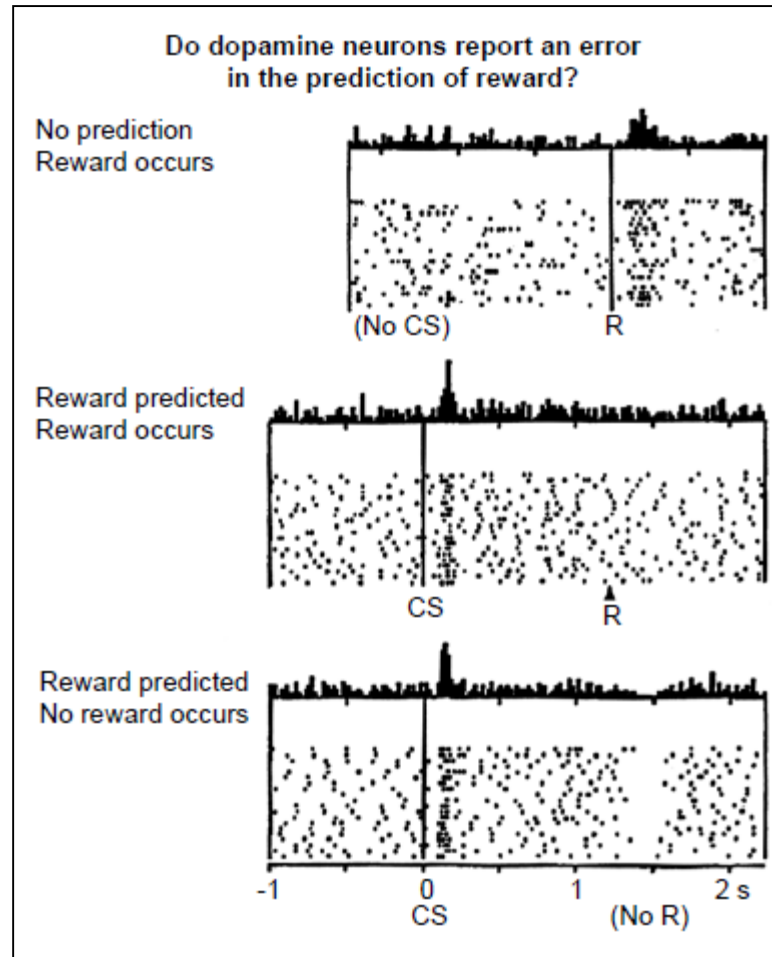 Do dopamine neurons report an error
in the prediction of reward?
No prediction
Reward occurs
(No CS)
R
Reward predicted
Reward occurs
CS
R
Reward predicted
No reward occurs
-1
0
1
2 s
CS
(No R)